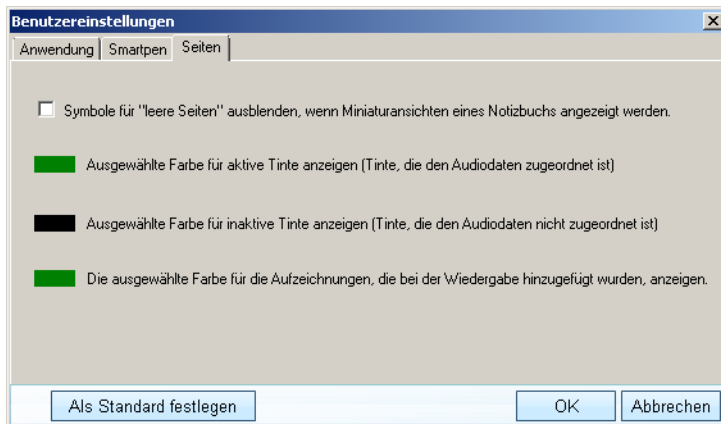 Benutzereinstellungen
Anwendung Smartpen Seiten
Symbole für "leere Seiten" ausblenden, wenn Miniaturansichten eines Notizbuchs angezeigt werden.
Ausgewählte Farbe für aktive Tinte anzeigen (Tinte, die den Audiodaten zugeordnet ist)
Ausgewählte Farbe für inaktive Tinte anzeigen (Tinte, die den Audiodaten nicht zugeordnet ist)
Die ausgewählte Farbe für die Aufzeichnungen, die bei der Wiedergabe hinzugefügt wurden, anzeigen.
Als Standard festlegen OK Abbrechen